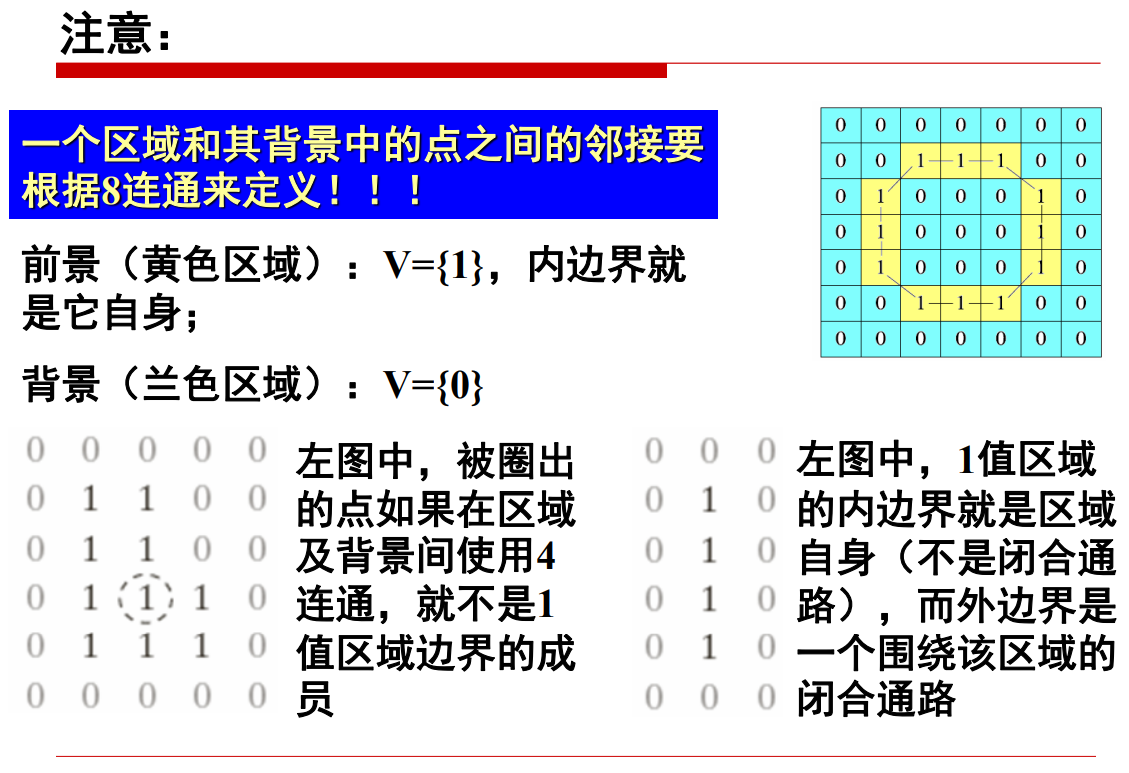 注意：
一个区域和其背景中的点之间的邻接要
根据8连通来定义！！！
0 0 0 0 0 0 0
0 0 1 1 1 0 0
0 1 0 0 0 1 0
0 1 0 0 0 1 0
0 1 0 0 0 1 0
0 0 1 1 1 0 0
0 0 0 0 0 0 0
前景（黄色区域）：V={1}，内边界就
是它自身；
背景（兰色区域）：V={0}
0 0 0 0 0
0 1 1 0 0
0 1 1 0 0
0 1 1 1 0
0 1 1 1 0
0 0 0 0 0
左图中，被圈出
的点如果在区域
及背景间使用4
连通，就不是1
值区域边界的成
员
0 0 0
0 1 0
0 1 0
0 1 0
0 1 0
0 0 0
左图中，1值区域
的内边界就是区域
自身（不是闭合通
路），而外边界是
一个围绕该区域的
闭合通路